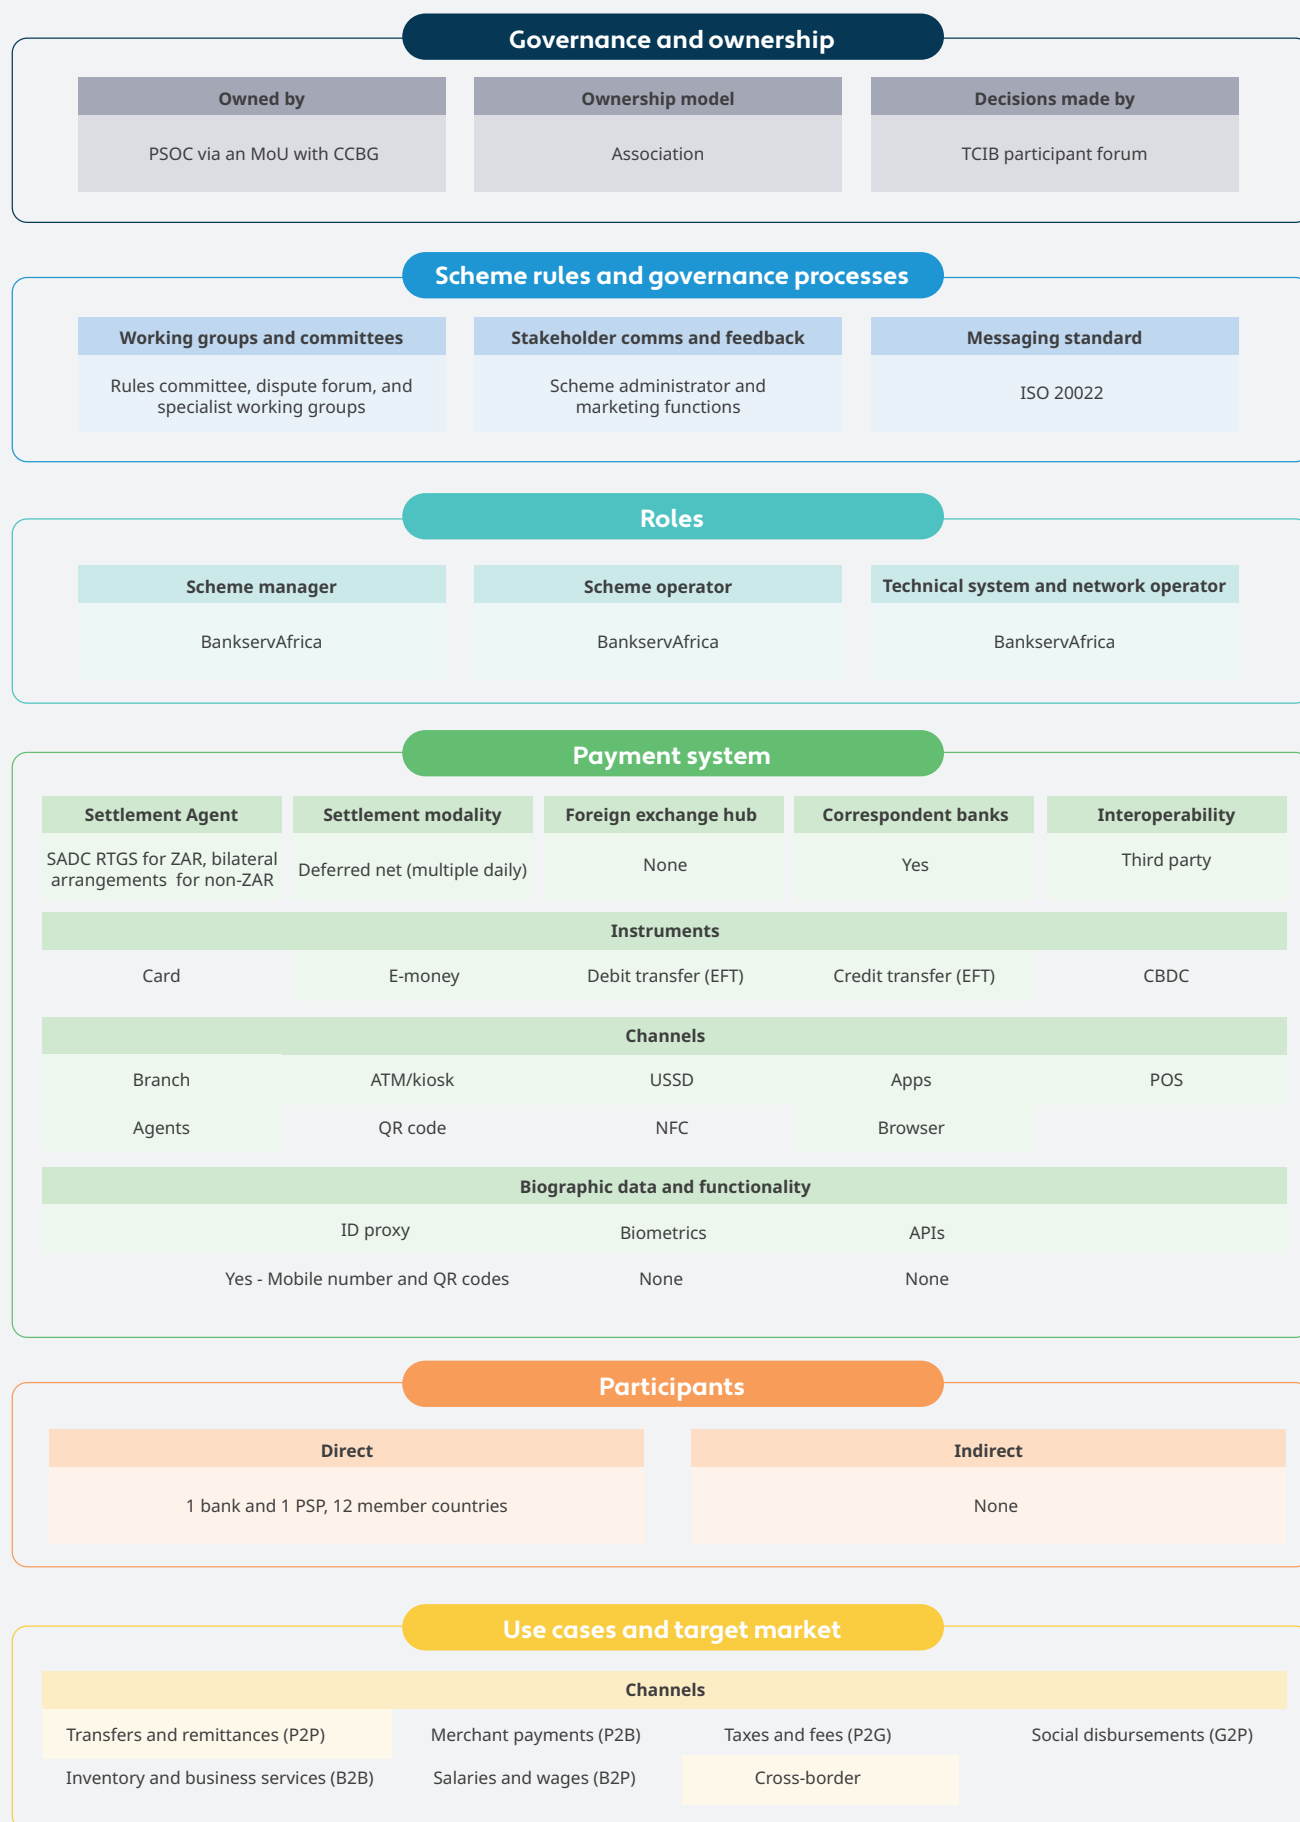 Governance and ownership
Owned by
Ownership model
Decisions made by
PSOC via an MoU with CCBG
Association
TCIB participant forum
Scheme rules and governance processes
Working groups and committees
Stakeholder comms and feedback
Messaging standard
Rules committee, dispute forum, and
specialist working groups
Scheme administrator and
marketing functions
ISO 20022
Roles
Scheme manager
Scheme operator
Technical system and network operator
BankservAfrica
BankservAfrica
BankservAfrica
Payment system
Settlement Agent
Settlement modality
Foreign exchange hub
Correspondent banks
Interoperability
SADC RTGS for ZAR, bilateral
arrangements for non-ZAR
Deferred net (multiple daily)
None
Yes
Third party
Instruments
Card
E-money
Debit transfer (EFT)
Credit transfer (EFT)
CBDC
Channels
Branch
ATM/kiosk
USSD
Apps
POS
Agents
QR code
NFC
Browser
Biographic data and functionality
ID proxy
Biometrics
APIs
Yes - Mobile number and QR codes
None
None
Participants
Direct
Indirect
1 bank and 1 PSP, 12 member countries
None
Use cases and target market
Channels
Transfers and remittances (P2P)
Merchant payments (P2B)
Taxes and fees (P2G)
Social disbursements (G2P)
Inventory and business services (B2B)
Salaries and wages (B2P)
Cross-border